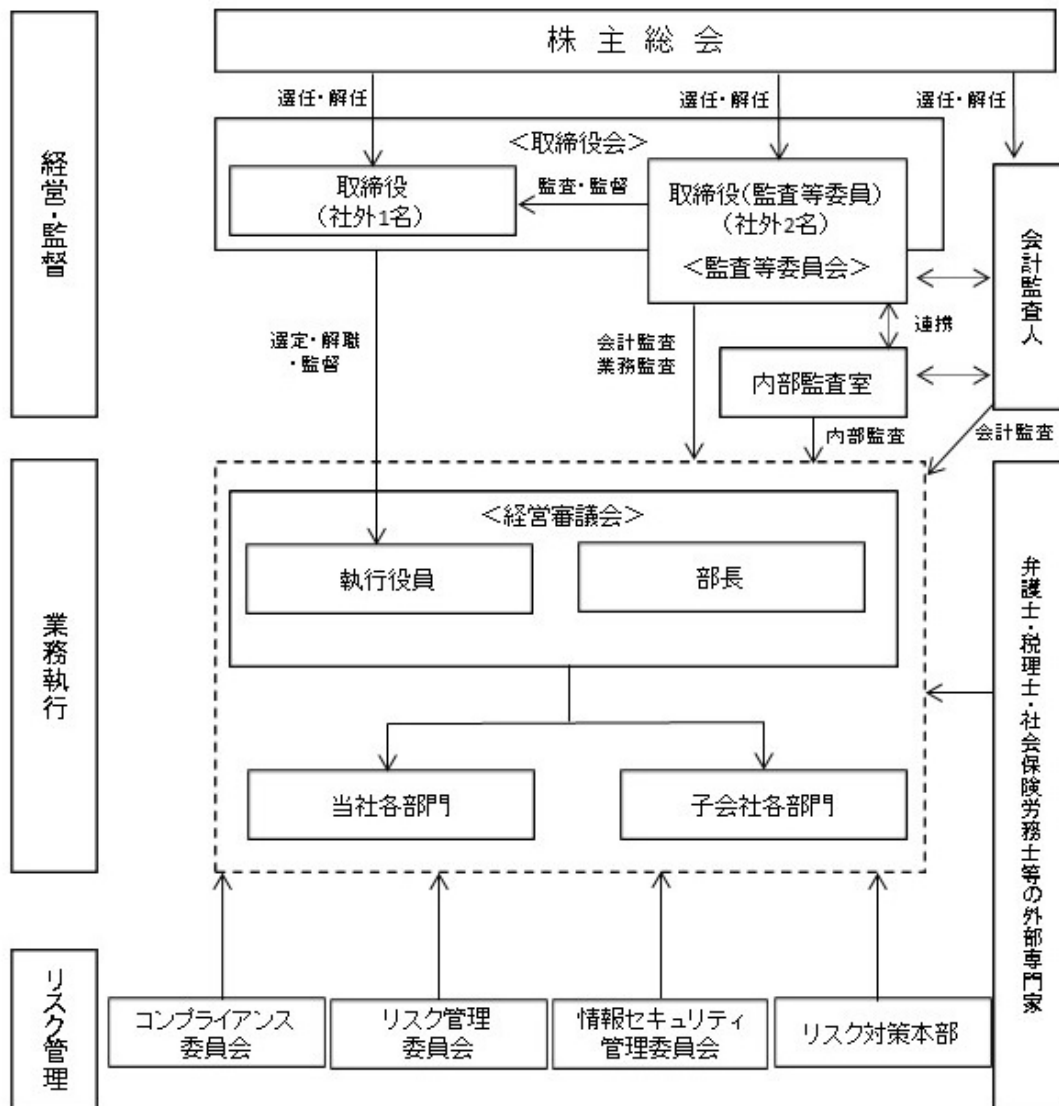 株主総会
選任・解任
選任・解任
選任・解任
経営・監督
＜取締役会＞
取締役
（社外1名）
監査・監督
取締役（監査等委員）
（社外2名）
＜監査等委員会＞
会計監査人
選定・解職
・監督
会計監査
業務監査
連携
内部監査室
内部監査
会計監査
業務執行
＜経営審議会＞
執行役員
部長
当社各部門
子会社各部門
弁護士・税理士・社会保険労務士等の外部専門家
リスク管理
コンプライアンス
委員会
リスク管理
委員会
情報セキュリティ
管理委員会
リスク対策本部